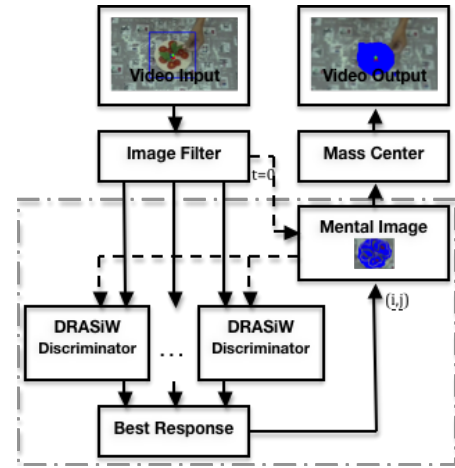 Video Input
Video Output
Image Filter
Mass Center
t=0
Mental Image
(i,j)
DRASiW
Discriminator
...
DRASiW
Discriminator
Best Response